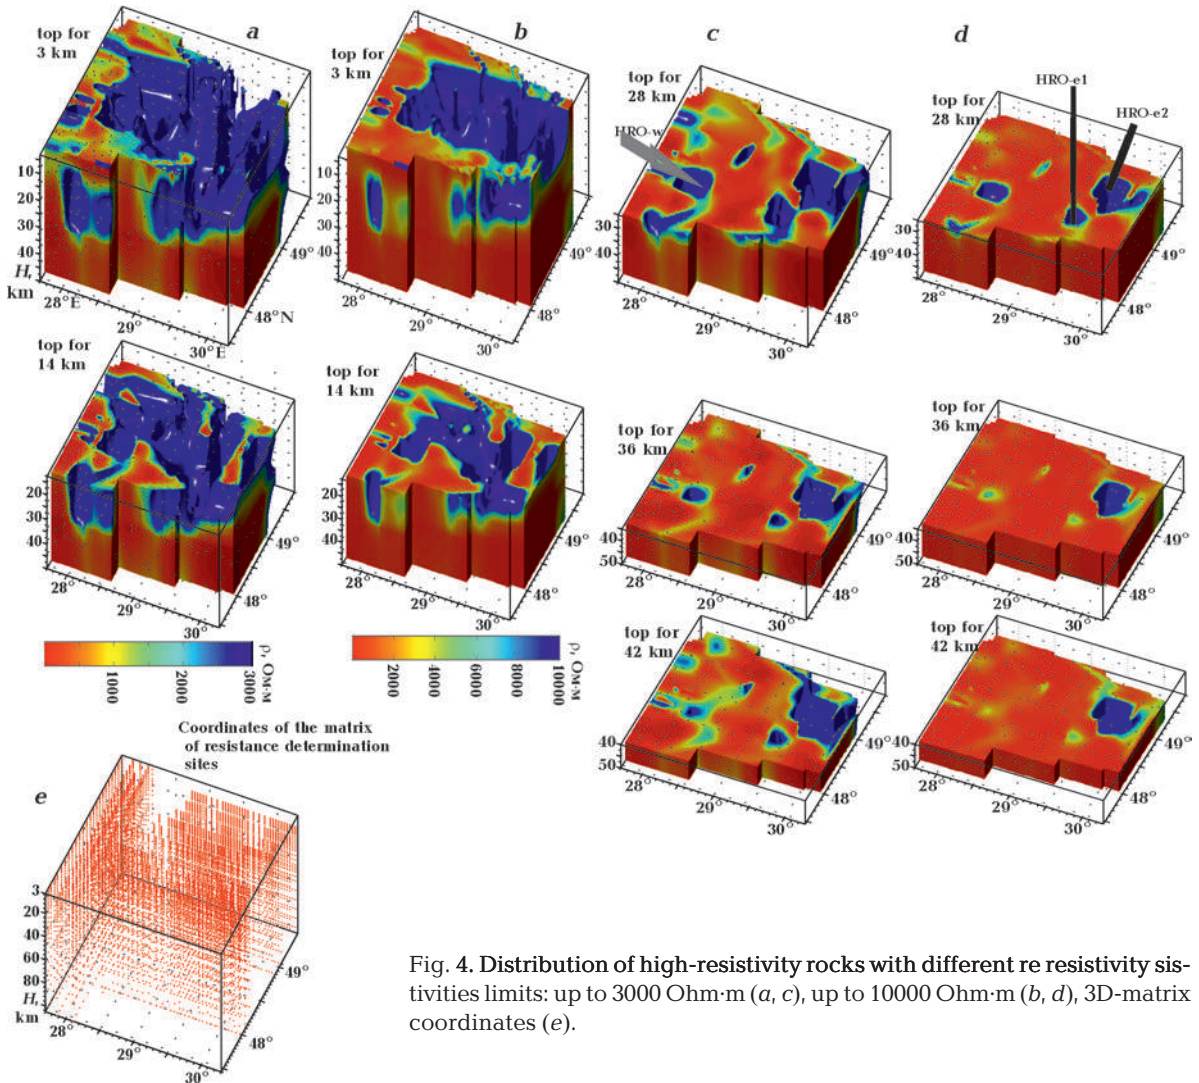 a
b
c
d
top for
3 km
top for
3 km
top for
28 km
HRO-w
top for
28 km
HRO-e1
HRO-e2
10
20
30
40
H,
km
28°E
29°
30°E
48°N
49°
10
20
30
40
28°
29°
30°
48°
49°
30
40
28°
29°
30°
48°
49°
30
40
28°
29°
30°
48°
49°
top for
14 km
top for
14 km
top for
36 km
top for
36 km
20
30
40
28°
29°
30°
48°
49°
20
30
40
28°
29°
30°
48°
49°
40
50
28°
29°
30°
48°
49°
40
50
28°
29°
30°
48°
49°
1000
2000
3000
ρ, Ом·м
2000
4000
6000
8000
10000
ρ, Ом·м
top for
42 km
top for
42 km
40
50
28°
29°
30°
48°
49°
40
50
28°
29°
30°
48°
49°
Coordinates of the matrix
of resistance determination
sites
e
3
20
40
60
80
H,
km
28°
29°
30°
48°
49°
Fig. 4. Distribution of high-resistivity rocks with different re resistivity sis-
tivities limits: up to 3000 Ohm·m (a, c), up to 10000 Ohm·m (b, d), 3D-matrix
coordinates (e).